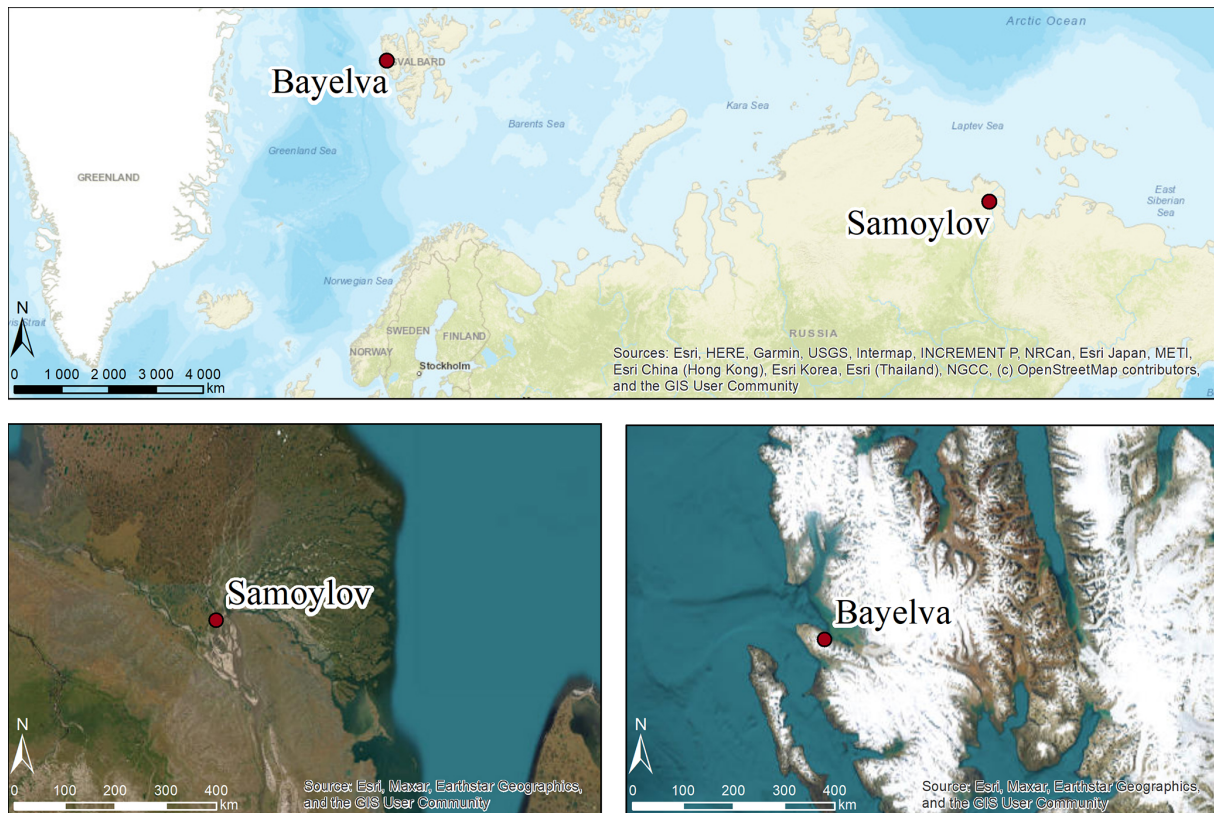 Arctic Ocean
SVALBARD
Bayelva
Kara Sea
Barents Sea
Laptev Sea
Greenland Sea
GREENLAND
East
Siberian
Sea
Samoylov
Norwegian Sea
N
SWEDEN
FINLAND
RUSSIA
NORWAY
Stockholm
Sources: Esri, HERE, Garmin, USGS, Intermap, INCREMENT P, NRCan, Esri Japan, METI,
Esri China (Hong Kong), Esri Korea, Esri (Thailand), NGCC, (c) OpenStreetMap contributors,
and the GIS User Community
0 1 000 2 000 3 000 4 000
km
Samoylov
N
Source: Esri, Maxar, Earthstar Geographics,
and the GIS User Community
0 100 200 300 400
km
Bayelva
N
Source: Esri, Maxar, Earthstar Geographics,
and the GIS User Community
0 100 200 300 400
km